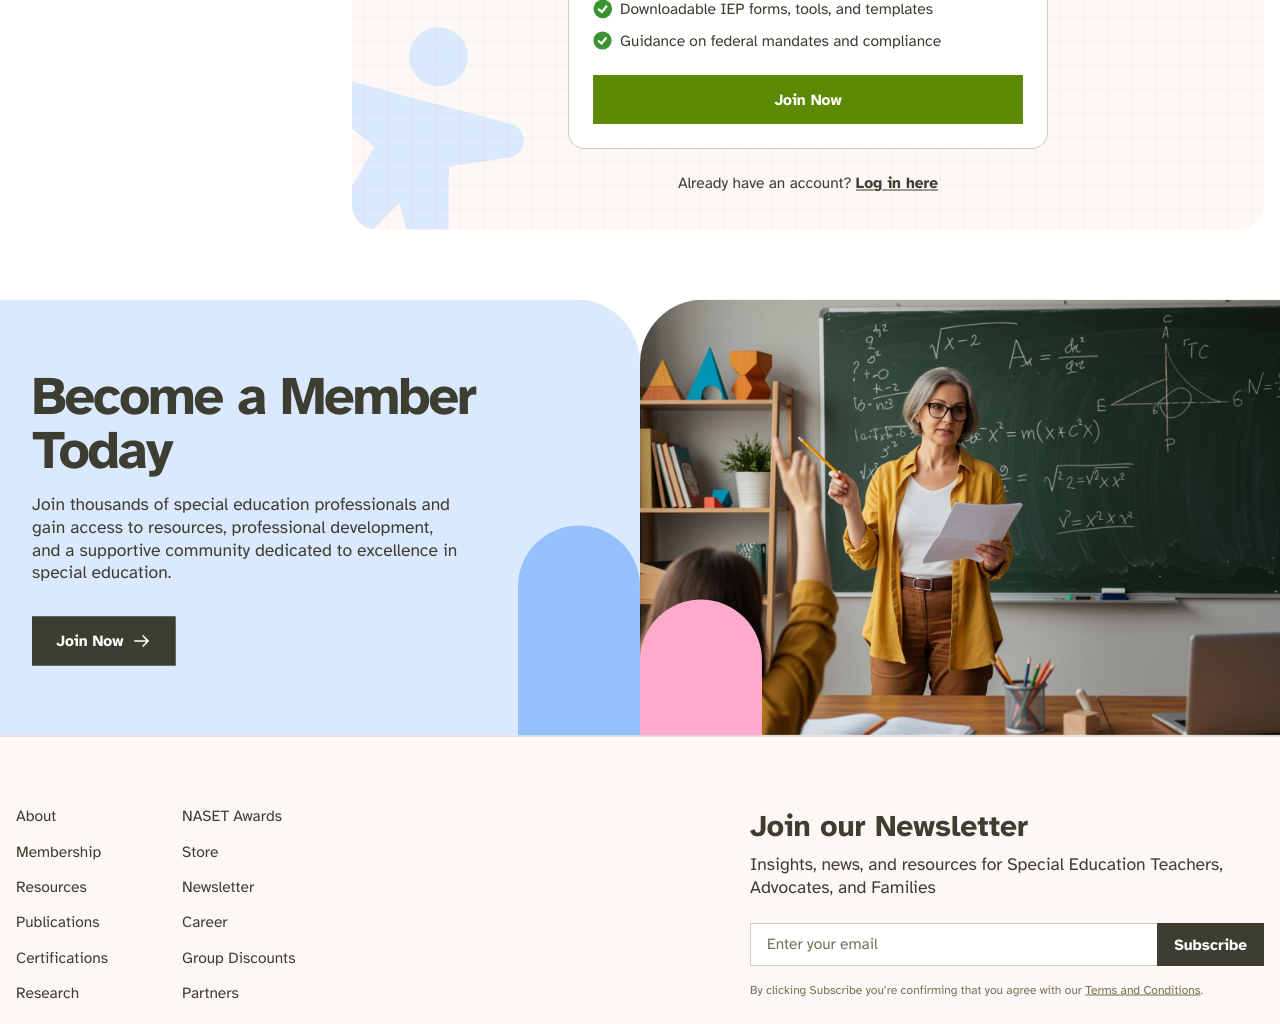 Downloadable IEP forms, tools, and templates
Guidance on federal mandates and compliance
Join Now
Already have an account? Log in here
Become a Member
Today
Join thousands of special education professionals and
gain access to resources, professional development,
and a supportive community dedicated to excellence in
special education.
Join Now
About
Membership
Resources
Publications
Certifications
Research
NASET Awards
Store
Newsletter
Career
Group Discounts
Partners
Join our Newsletter
Insights, news, and resources for Special Education Teachers,
Advocates, and Families
Enter your email
Subscribe
By clicking Subscribe you're confirming that you agree with our Terms and Conditions.